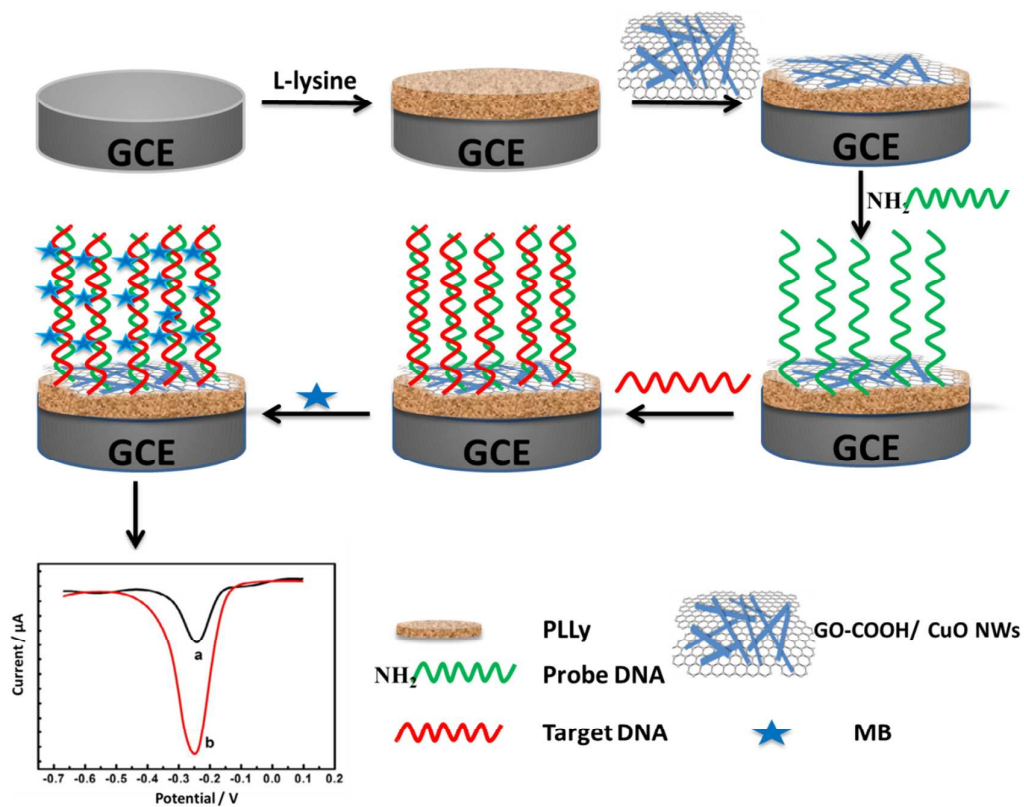 L-lysine
GCE
GCE
GCE
NH2
GCE
GCE
GCE
Current / μA
a
b
-0.7 -0.6 -0.5 -0.4 -0.3 -0.2 -0.1 0.0 0.1 0.2
Potential / V
PLLy
GO-COOH/ CuO NWs
NH2
Probe DNA
Target DNA
MB